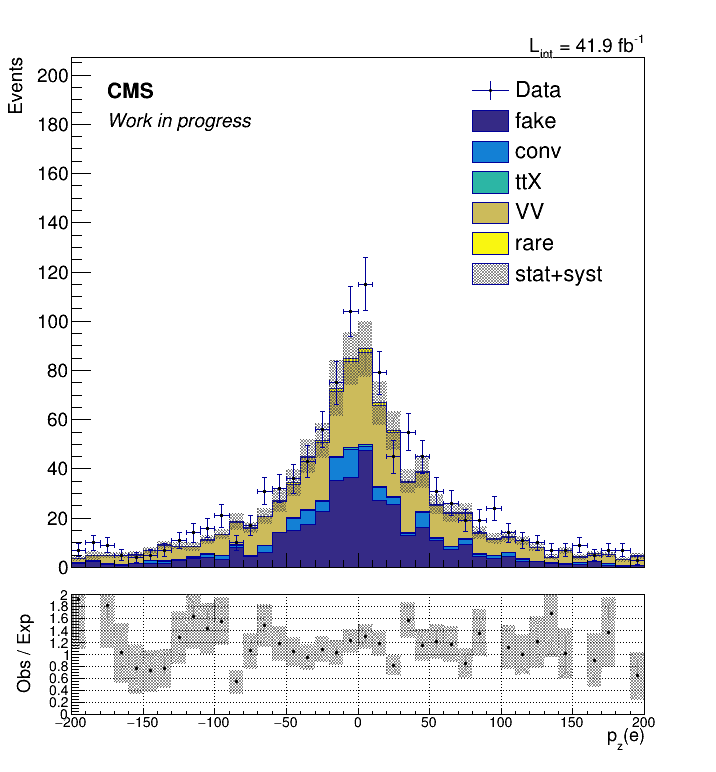 L_int = 41.9 fb^-1
Events
CMS
Work in progress
Data
fake
conv
ttX
VV
rare
stat+syst
200
180
160
140
120
100
80
60
40
20
0
Obs / Exp
2
1.8
1.6
1.4
1.2
1
0.8
0.6
0.4
0.2
0
−200 −150 −100 −50 0 50 100 150 200
p_z(e)